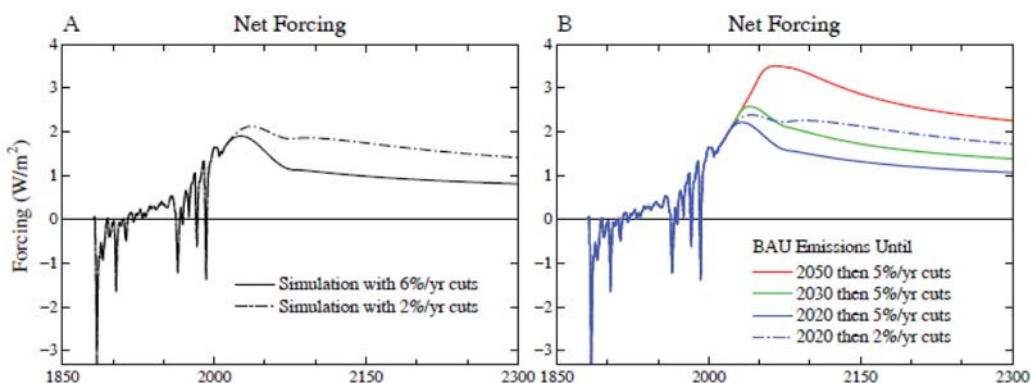 A Net Forcing
B Net Forcing
4
3
2
1
0
−1
−2
−3
Forcing (W/m²)
Simulation with 6%/yr cuts
Simulation with 2%/yr cuts
1850 2000 2150 2300
4
3
2
1
0
−1
−2
−3
BAU Emissions Until
2050 then 5%/yr cuts
2030 then 5%/yr cuts
2020 then 5%/yr cuts
2020 then 2%/yr cuts
1850 2000 2150 2300